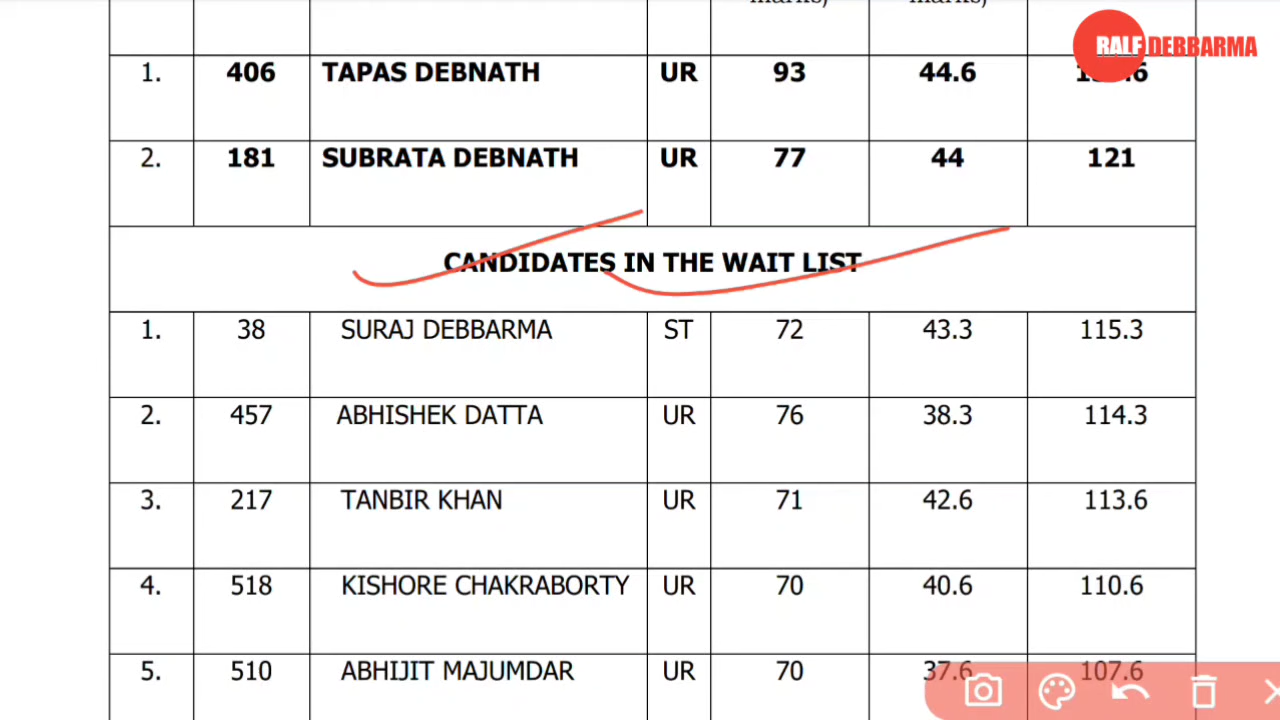 RALF DEBBARMA
1. 406 TAPAS DEBNATH UR 93 44.6
2. 181 SUBRATA DEBNATH UR 77 44 121
CANDIDATES IN THE WAIT LIST
1. 38 SURAJ DEBBARMA ST 72 43.3 115.3
2. 457 ABHISHEK DATTA UR 76 38.3 114.3
3. 217 TANBIR KHAN UR 71 42.6 113.6
4. 518 KISHORE CHAKRABORTY UR 70 40.6 110.6
5. 510 ABHIJIT MAJUMDAR UR 70 37.6 107.6